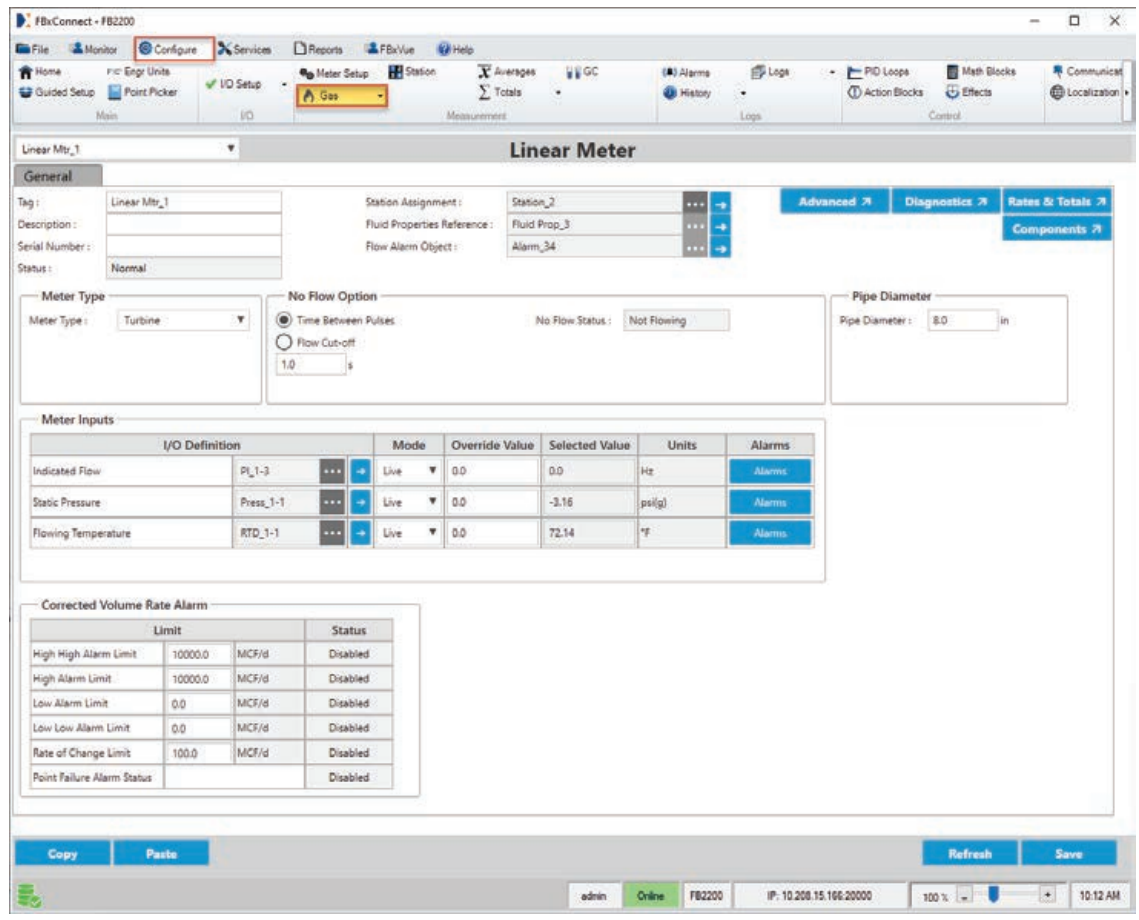 FBxConnect - FB2200
File Monitor Configure Services Reports FBxVue Help
Home Engr Units Meter Setup Station Averages GC Alarms Logs PID Loops Math Blocks Communicat
Guided Setup Point Picker I/O Setup Gas Totals History Action Blocks Effects Localization
Main I/O Measurement Logs Control
Linear Mtr_1 Linear Meter
General
Tag : Linear Mtr_1 Station Assignment : Station_2 Advanced Diagnostics Rates & Totals
Description : Fluid Properties Reference : Fluid Prop_3 Components
Serial Number : Flow Alarm Object : Alarm_34
Status : Normal
Meter Type No Flow Option Pipe Diameter
Meter Type : Turbine Time Between Pulses No Flow Status : Not Flowing Pipe Diameter : 8.0 in
Flow Cut-off
1.0 s
Meter Inputs
I/O Definition Mode Override Value Selected Value Units Alarms
Indicated Flow PI_1-3 ... Live 0.0 0.0 Hz Alarms
Static Pressure Press_1-1 ... Live 0.0 -3.16 psi(g) Alarms
Flowing Temperature RTD_1-1 ... Live 0.0 72.14 °F Alarms
Corrected Volume Rate Alarm
Limit Status
High High Alarm Limit 10000.0 MCF/d Disabled
High Alarm Limit 10000.0 MCF/d Disabled
Low Alarm Limit 0.0 MCF/d Disabled
Low Low Alarm Limit 0.0 MCF/d Disabled
Rate of Change Limit 100.0 MCF/d Disabled
Point Failure Alarm Status Disabled
Copy Paste Refresh Save
admin Online FB2200 IP: 10.208.15.166:20000 100 % - + 10:12 AM